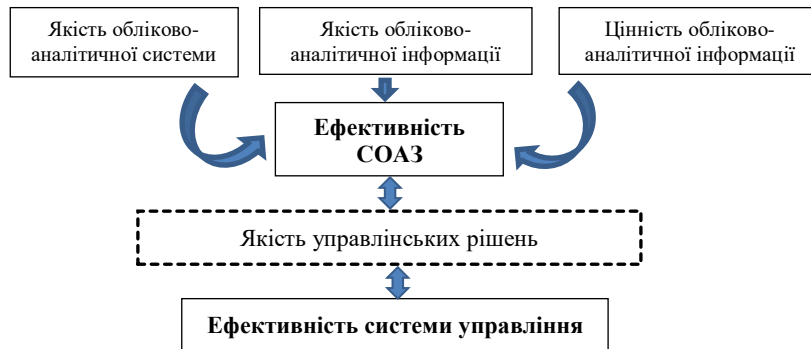 Якість обліково-
аналітичної системи
Якість обліково-
аналітичної інформації
Цінність обліково-
аналітичної інформації
Ефективність
СОАЗ
Якість управлінських рішень
Ефективність системи управління